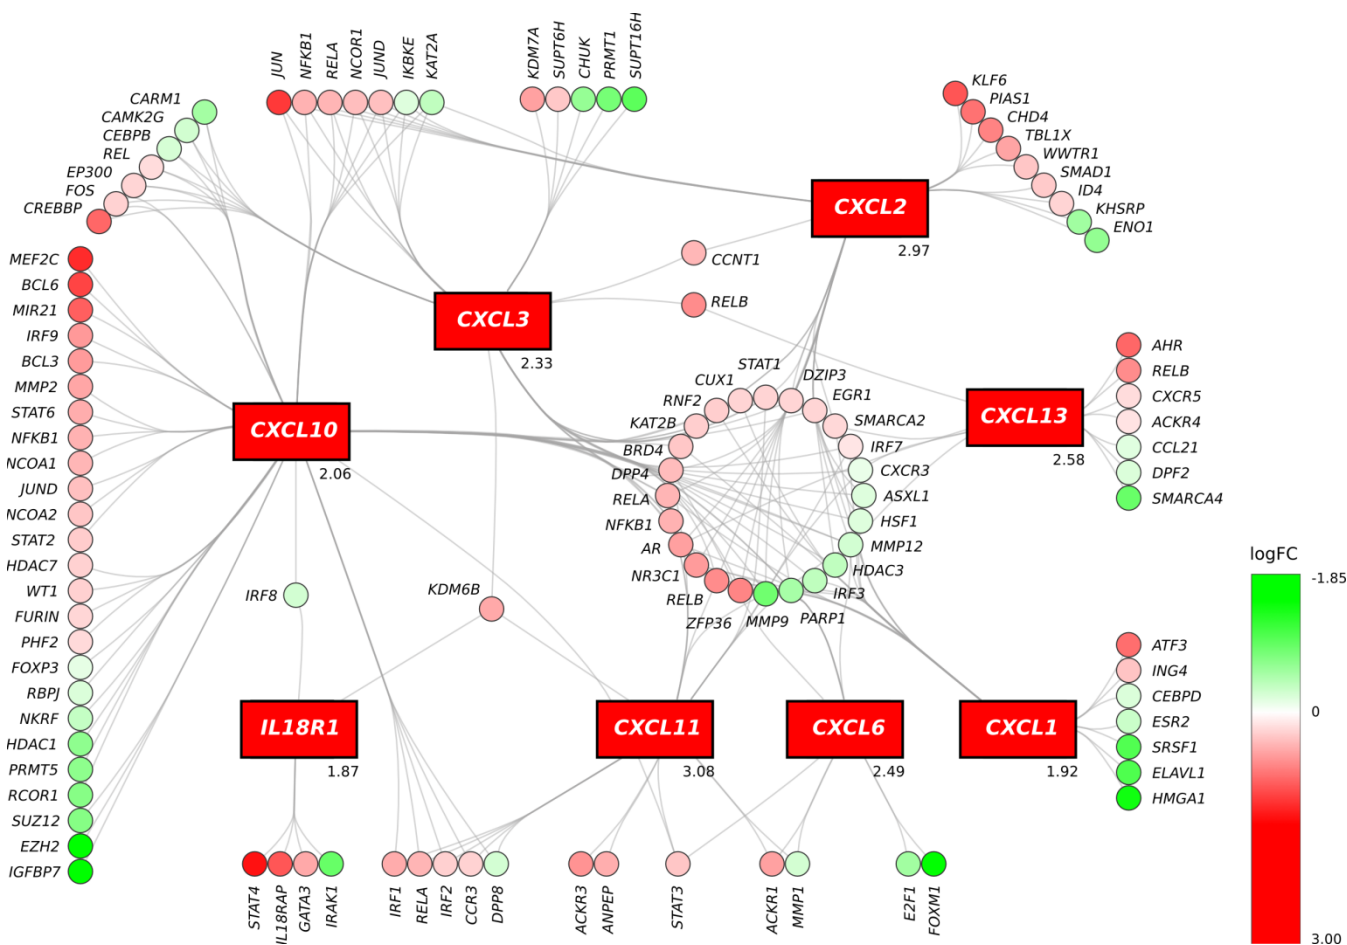 JUN
NFKB1
RELA
NCOR1
JUND
IKBKE
KAT2A
KDM7A
SUPT6H
CHUK
PRMT1
SUPT16H
CARM1
CAMK2G
CEBPB
REL
EP300
FOS
CREBBP
KLF6
PIAS1
CHD4
TBL1X
WWTR1
SMAD1
ID4
KHSRP
ENO1
CXCL2
2.97
CCNT1
RELB
CXCL3
2.33
MEF2C
BCL6
MIR21
IRF9
BCL3
MMP2
STAT6
NFKB1
NCOA1
JUND
NCOA2
STAT2
HDAC7
WT1
FURIN
PHF2
FOXP3
RBPJ
NKRF
HDAC1
PRMT5
RCOR1
SUZ12
EZH2
IGFBP7
CXCL10
2.06
STAT1
DZIP3
CUX1
EGR1
RNF2
SMARCA2
KAT2B
IRF7
BRD4
CXCR3
DPP4
ASXL1
RELA
HSF1
NFKB1
MMP12
AR
HDAC3
NR3C1
IRF3
RELB
PARP1
ZFP36
MMP9
CXCL13
2.58
AHR
RELB
CXCR5
ACKR4
CCL21
DPF2
SMARCA4
IRF8
KDM6B
IL18R1
1.87
CXCL11
3.08
CXCL6
2.49
CXCL1
1.92
ATF3
ING4
CEBPD
ESR2
SRSF1
ELAVL1
HMGA1
STAT4
IL18RAP
GATA3
IRAK1
IRF1
RELA
IRF2
CCR3
DPP8
ACKR3
ANPEP
STAT3
ACKR1
MMP1
E2F1
FOXM1
logFC
-1.85
0
3.00